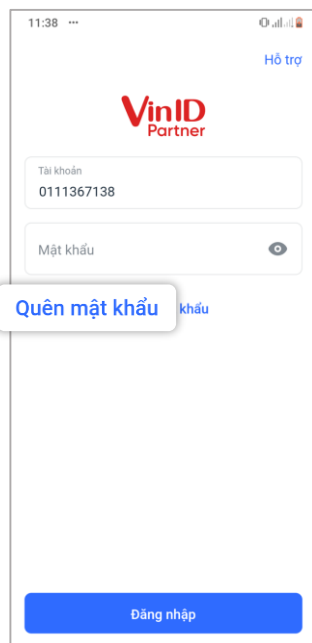 11:38 ...
Hỗ trợ
VinID
Partner
Tài khoản
0111367138
Mật khẩu
Quên mật khẩu khẩu
Đăng nhập